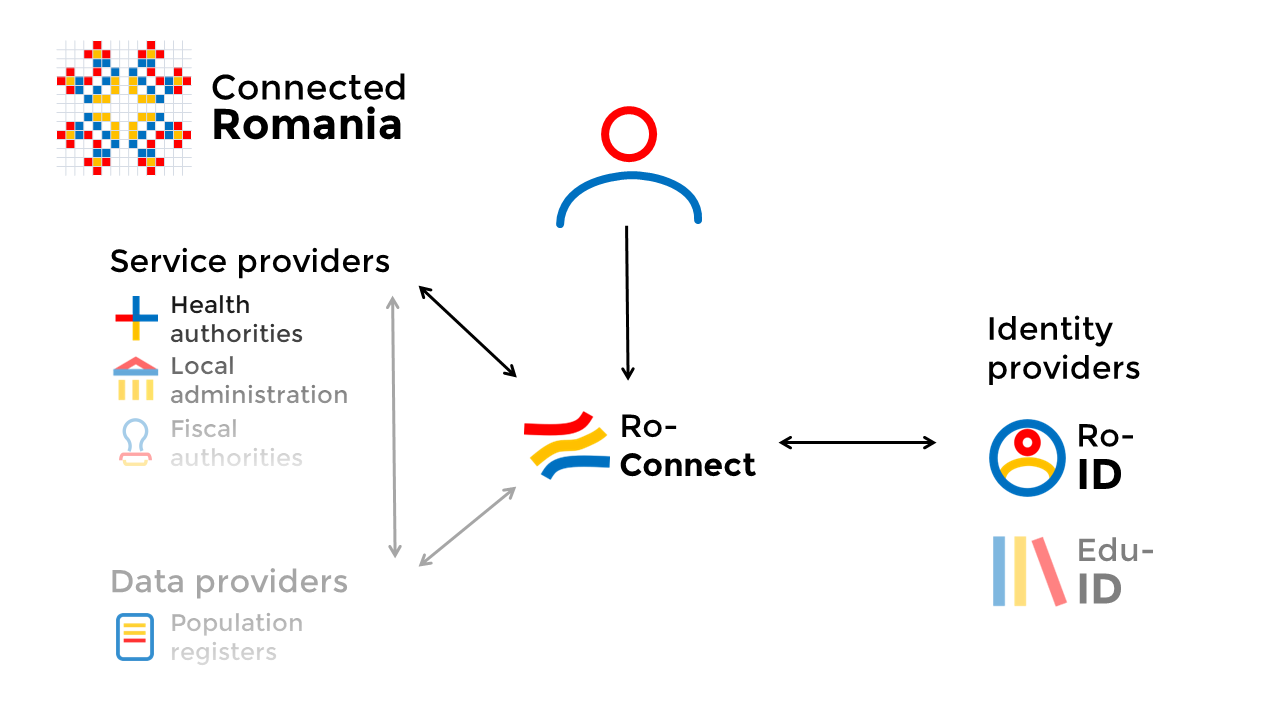 Connected
Romania
Service providers
Health
authorities
Local
administration
Fiscal
authorities
Data providers
Population
registers
Ro-
Connect
Identity
providers
Ro-
ID
Edu-
ID